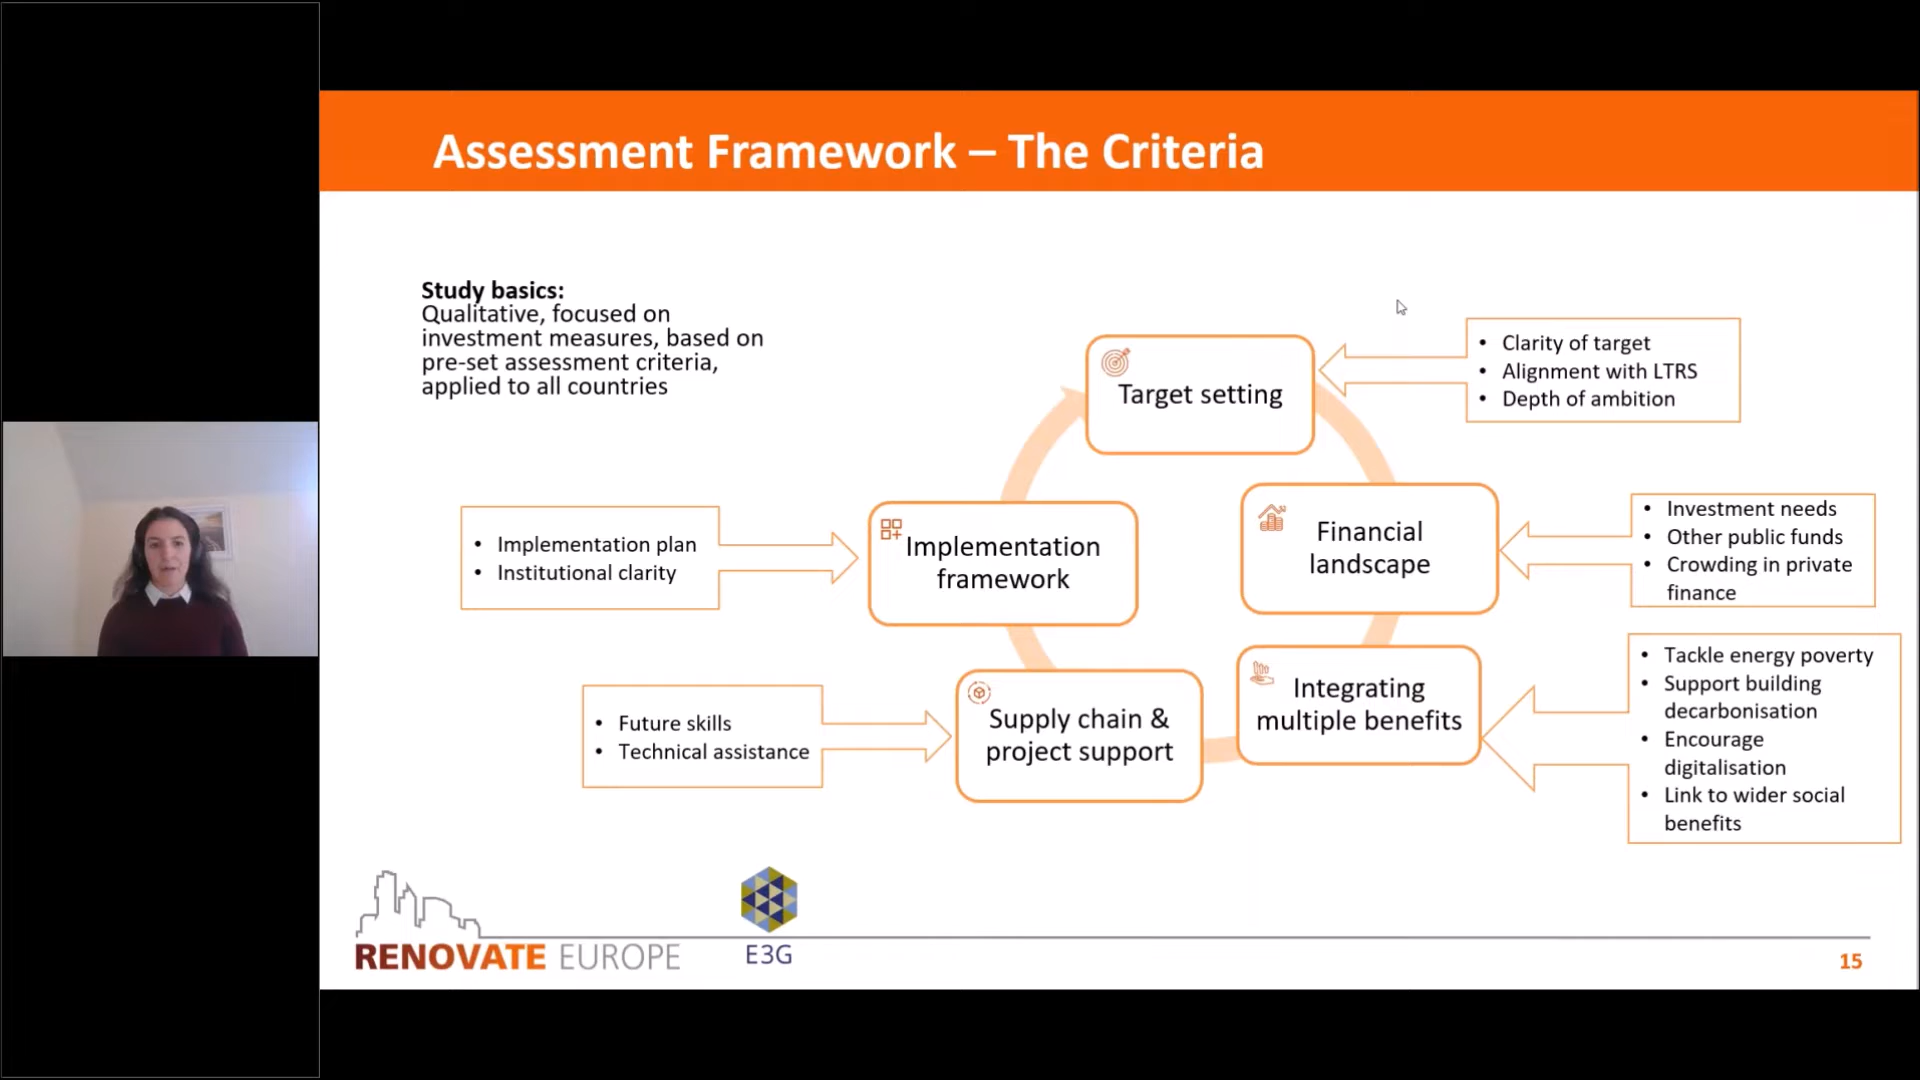 Assessment Framework – The Criteria
Study basics:
Qualitative, focused on
investment measures, based on
pre-set assessment criteria,
applied to all countries
Target setting
• Clarity of target
• Alignment with LTRS
• Depth of ambition
Financial
landscape
• Investment needs
• Other public funds
• Crowding in private
finance
Integrating
multiple benefits
• Tackle energy poverty
• Support building
decarbonisation
• Encourage
digitalisation
• Link to wider social
benefits
Supply chain &
project support
• Future skills
• Technical assistance
Implementation
framework
• Implementation plan
• Institutional clarity
RENOVATE EUROPE
E3G
15